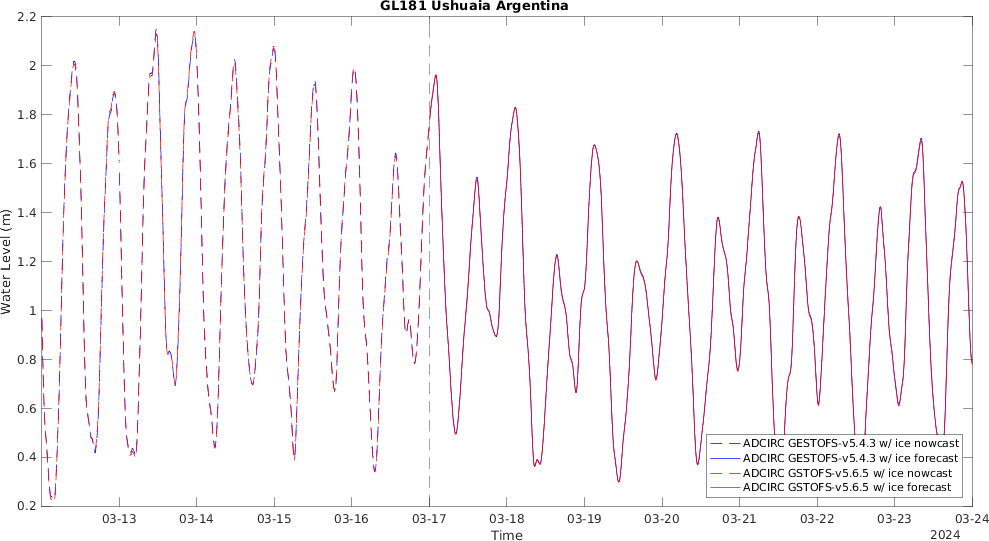 GL181 Ushuaia Argentina
2.2
2
1.8
1.6
1.4
1.2
1
0.8
0.6
0.4
0.2
Water Level (m)
ADCIRC GESTOFS-v5.4.3 w/ ice nowcast
ADCIRC GESTOFS-v5.4.3 w/ ice forecast
ADCIRC GSTOFS-v5.6.5 w/ ice nowcast
ADCIRC GSTOFS-v5.6.5 w/ ice forecast
03-13 03-14 03-15 03-16 03-17 03-18 03-19 03-20 03-21 03-22 03-23 03-24
Time
2024